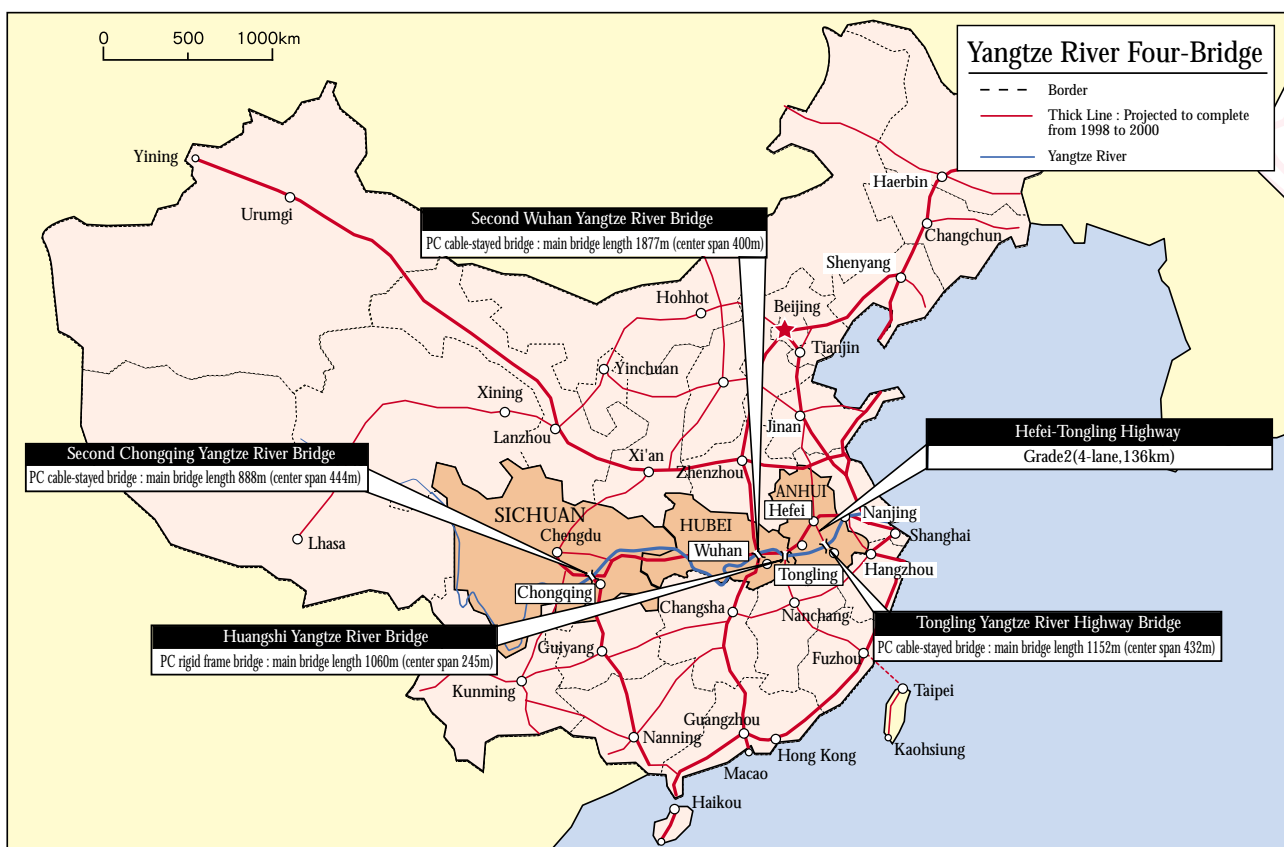 0 500 1000km
Yangtze River Four-Bridge
Border
Thick Line : Projected to complete
from 1998 to 2000
Yangtze River
Yining
Urumgi
Haerbin
Changchun
Shenyang
Second Wuhan Yangtze River Bridge
PC cable-stayed bridge : main bridge length 1877m (center span 400m)
Hohhot
Beijing
Tianjin
Yinchuan
Xining
Jinan
Lanzhou
Hefei-Tongling Highway
Grade2(4-lane,136km)
Second Chongqing Yangtze River Bridge
PC cable-stayed bridge : main bridge length 888m (center span 444m)
Xi'an
Zhenzhou
ANHUI
Hefei
SICHUAN
HUBEI
Nanjing
Shanghai
Lhasa
Chengdu
Wuhan
Hangzhou
Tongling
Chongqing
Changsha
Nanchang
Huangshi Yangtze River Bridge
PC rigid frame bridge : main bridge length 1060m (center span 245m)
Tongling Yangtze River Highway Bridge
PC cable-stayed bridge : main bridge length 1152m (center span 432m)
Guiyang
Fuzhou
Kunming
Taipei
Guangzhou
Nanning
Hong Kong
Kaohsiung
Macao
Haikou